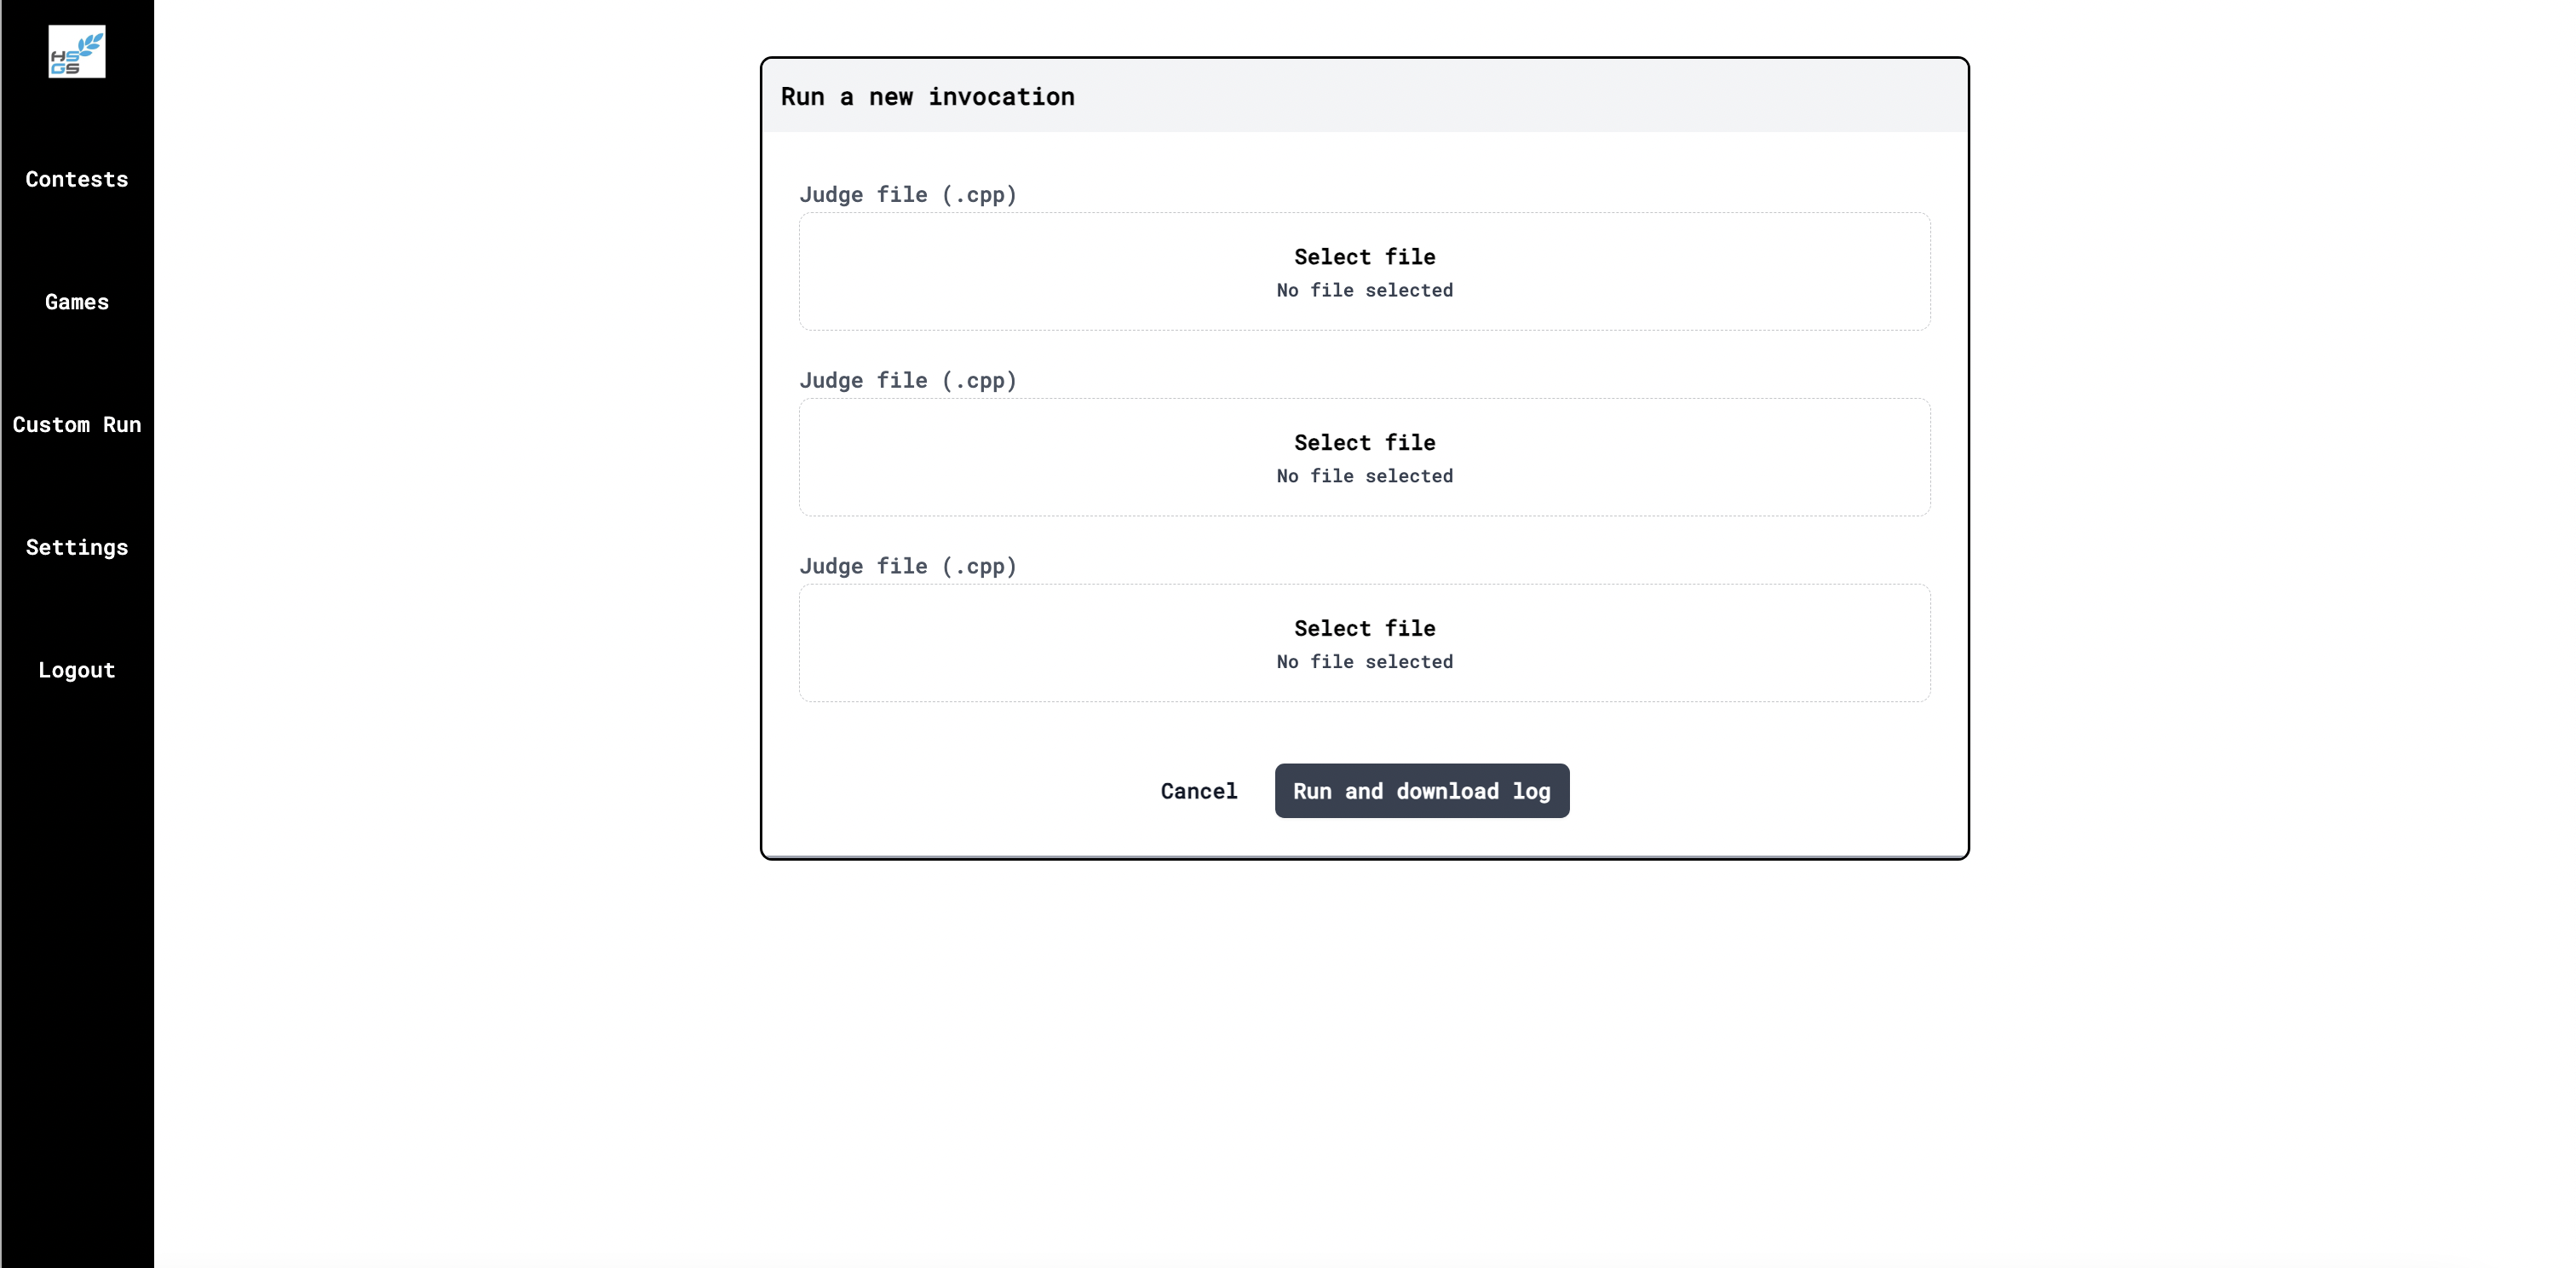 HS
GS
Contests
Games
Custom Run
Settings
Logout
Run a new invocation
Judge file (.cpp)
Select file
No file selected
Judge file (.cpp)
Select file
No file selected
Judge file (.cpp)
Select file
No file selected
Cancel
Run and download log